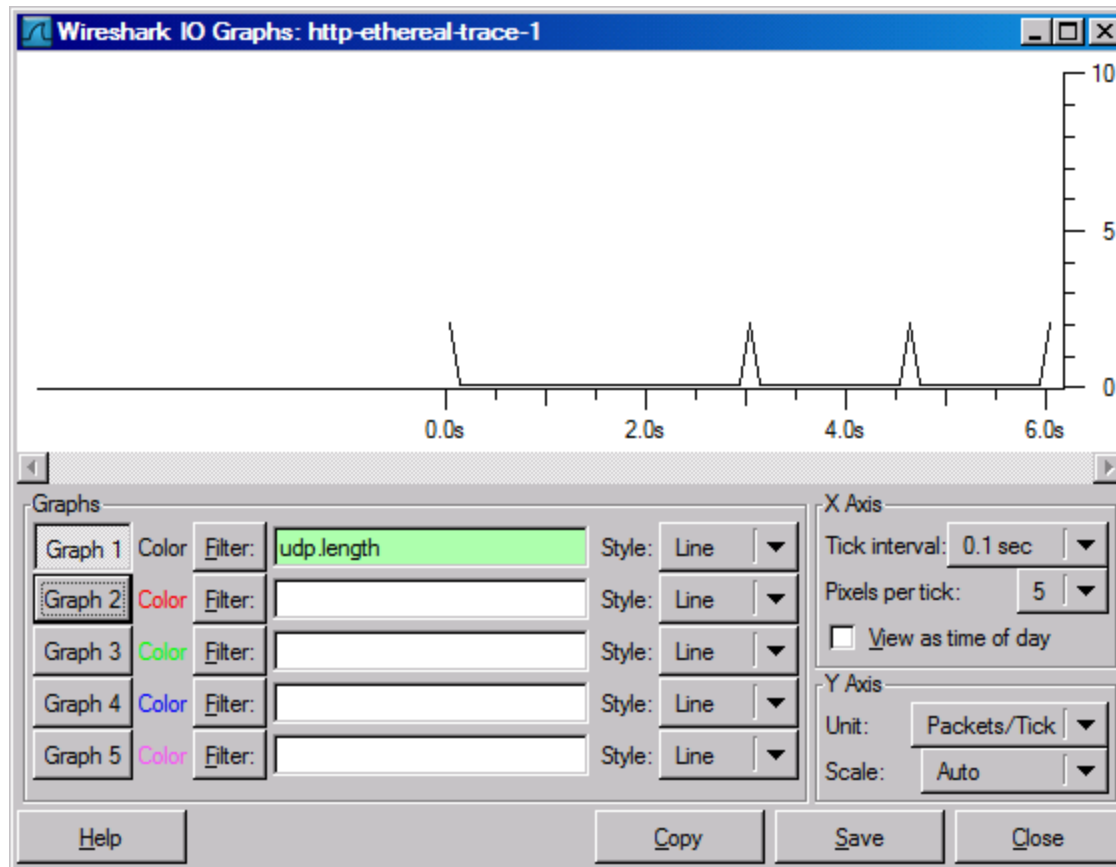 Wireshark IO Graphs: http-ethereal-trace-1
10
5
0
0.0s 2.0s 4.0s 6.0s
Graphs
Graph 1 Color Filter: udp.length Style: Line
Graph 2 Color Filter: Style: Line
Graph 3 Color Filter: Style: Line
Graph 4 Color Filter: Style: Line
Graph 5 Color Filter: Style: Line
X Axis
Tick interval: 0.1 sec
Pixels per tick: 5
View as time of day
Y Axis
Unit: Packets/Tick
Scale: Auto
Help Copy Save Close